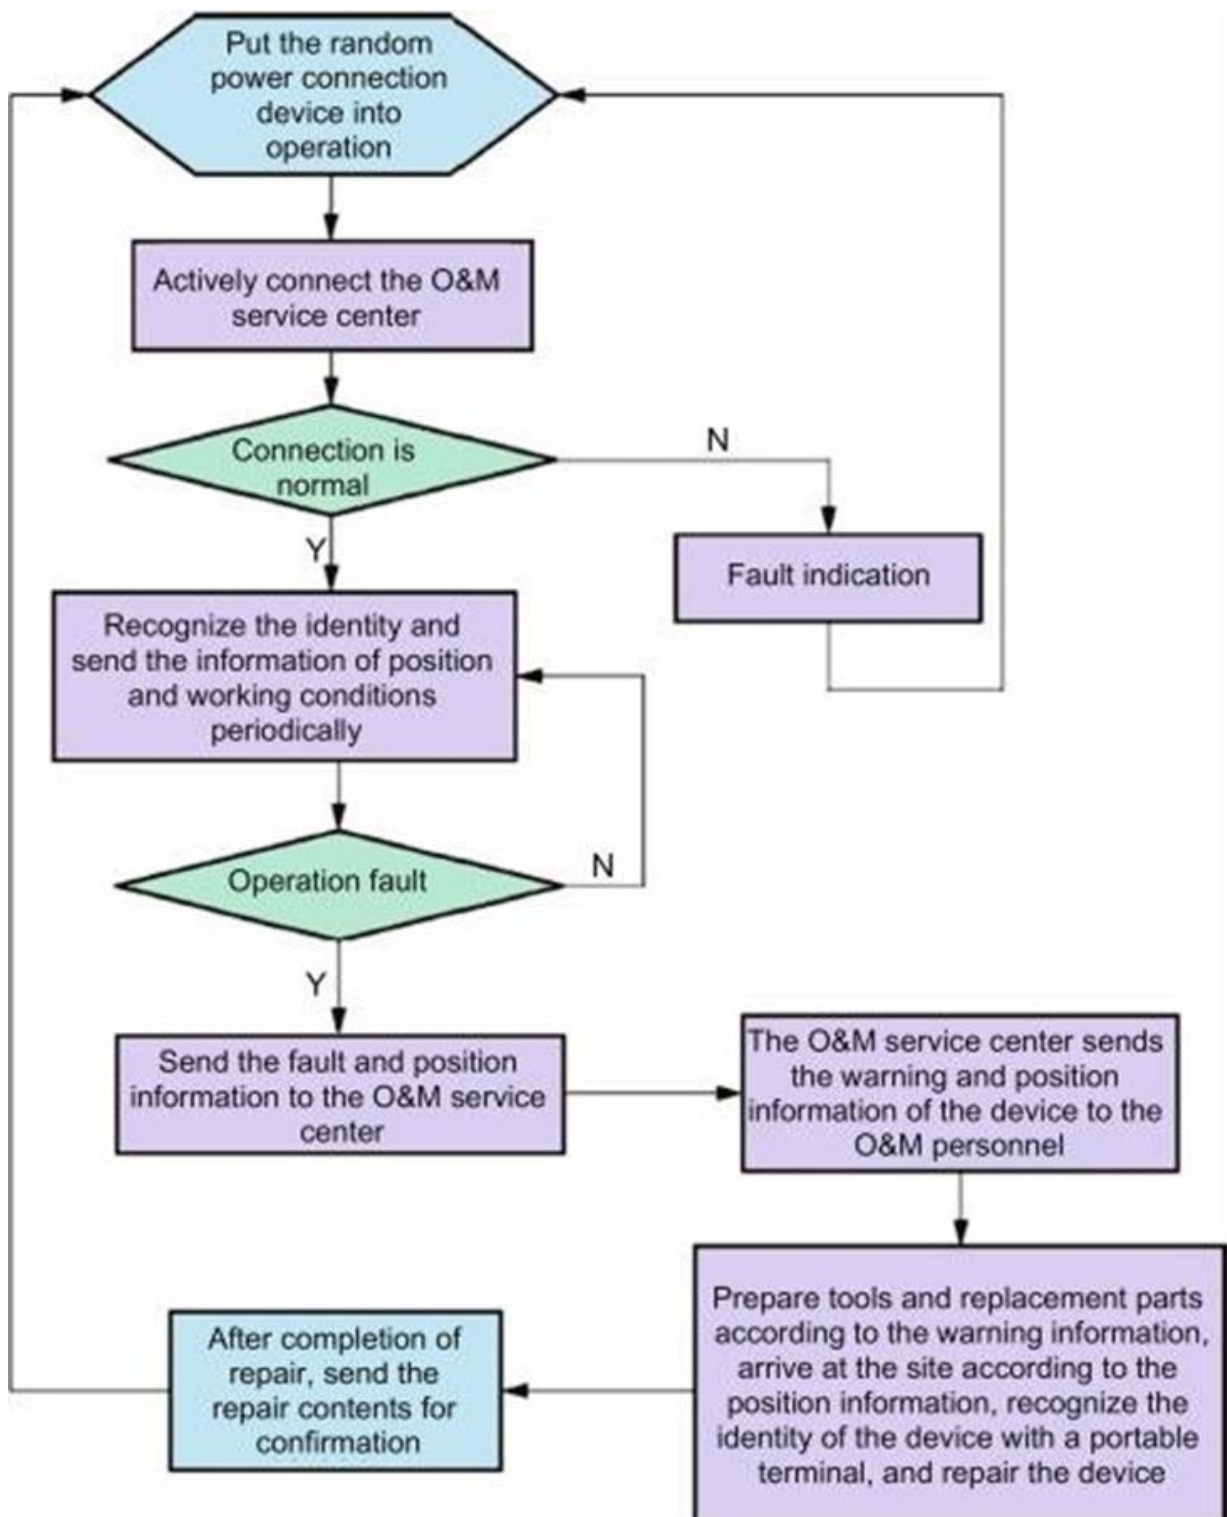 Put the random
power connection
device into
operation
Actively connect the O&M
service center
Connection is
normal
N
Y
Fault indication
Recognize the identity and
send the information of position
and working conditions
periodically
Operation fault
N
Y
Send the fault and position
information to the O&M service
center
The O&M service center sends
the warning and position
information of the device to the
O&M personnel
Prepare tools and replacement parts
according to the warning information,
arrive at the site according to the
position information, recognize the
identity of the device with a portable
terminal, and repair the device
After completion of
repair, send the
repair contents for
confirmation